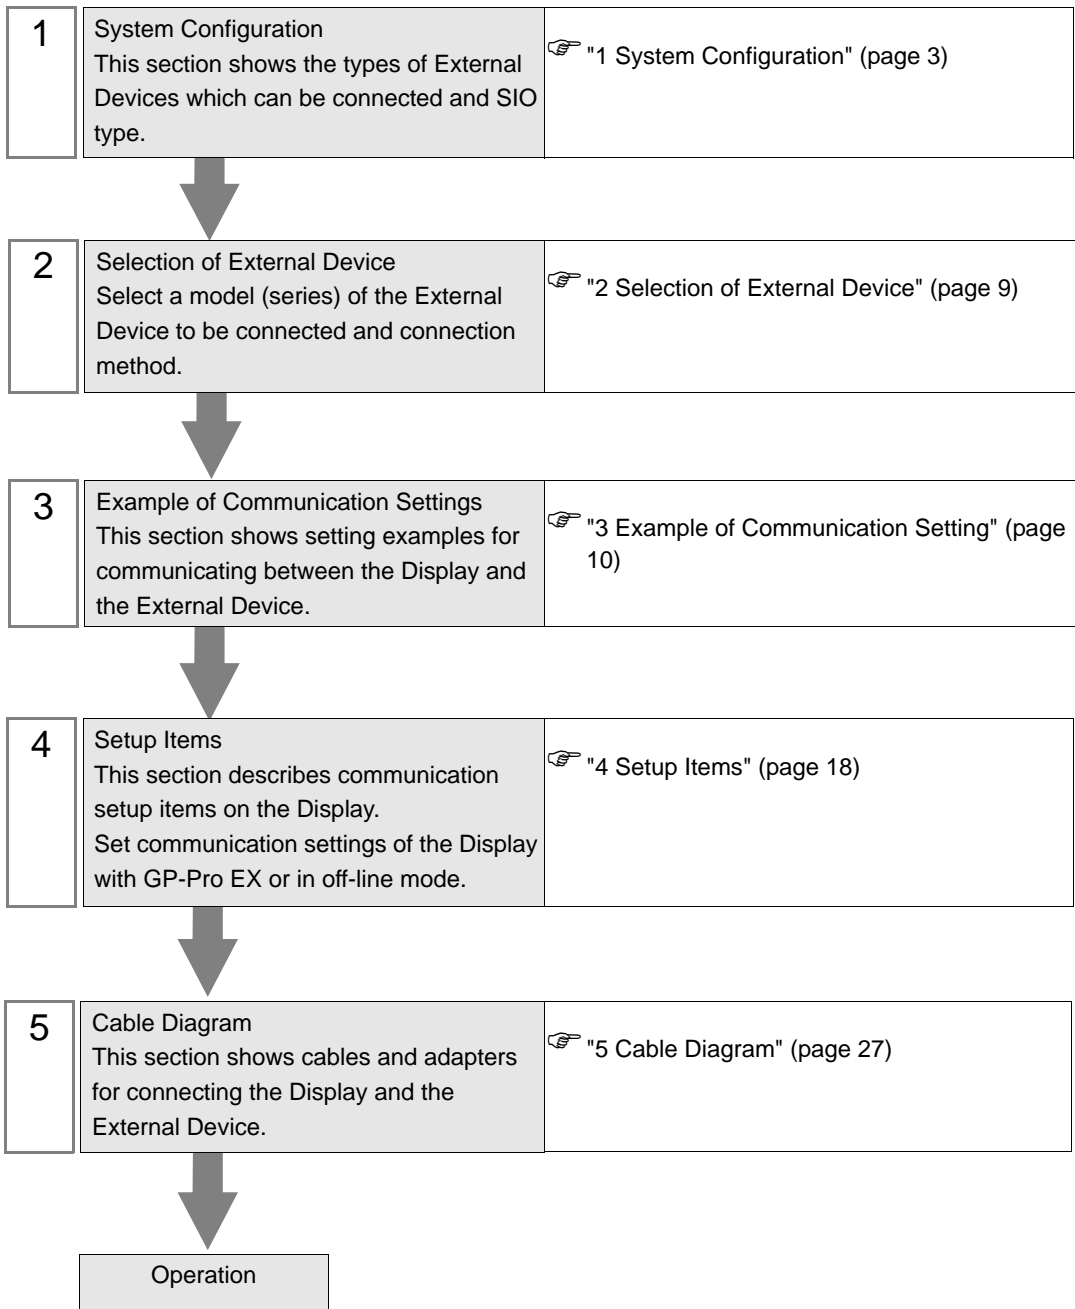 1
System Configuration
This section shows the types of External
Devices which can be connected and SIO
type.
"1 System Configuration" (page 3)
2
Selection of External Device
Select a model (series) of the External
Device to be connected and connection
method.
"2 Selection of External Device" (page 9)
3
Example of Communication Settings
This section shows setting examples for
communicating between the Display and
the External Device.
"3 Example of Communication Setting" (page
10)
4
Setup Items
This section describes communication
setup items on the Display.
Set communication settings of the Display
with GP-Pro EX or in off-line mode.
"4 Setup Items" (page 18)
5
Cable Diagram
This section shows cables and adapters
for connecting the Display and the
External Device.
"5 Cable Diagram" (page 27)
Operation